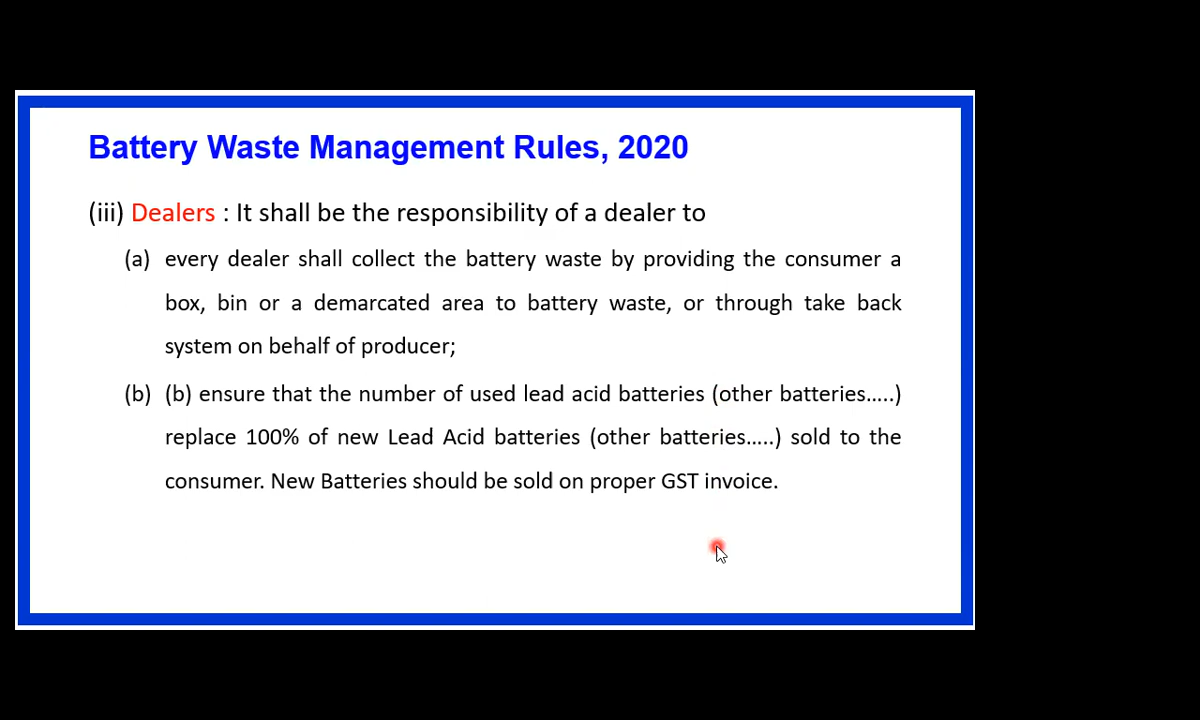 Battery Waste Management Rules, 2020
(iii) Dealers : It shall be the responsibility of a dealer to
(a) every dealer shall collect the battery waste by providing the consumer a
box, bin or a demarcated area to battery waste, or through take back
system on behalf of producer;
(b) (b) ensure that the number of used lead acid batteries (other batteries.....)
replace 100% of new Lead Acid batteries (other batteries.....) sold to the
consumer. New Batteries should be sold on proper GST invoice.